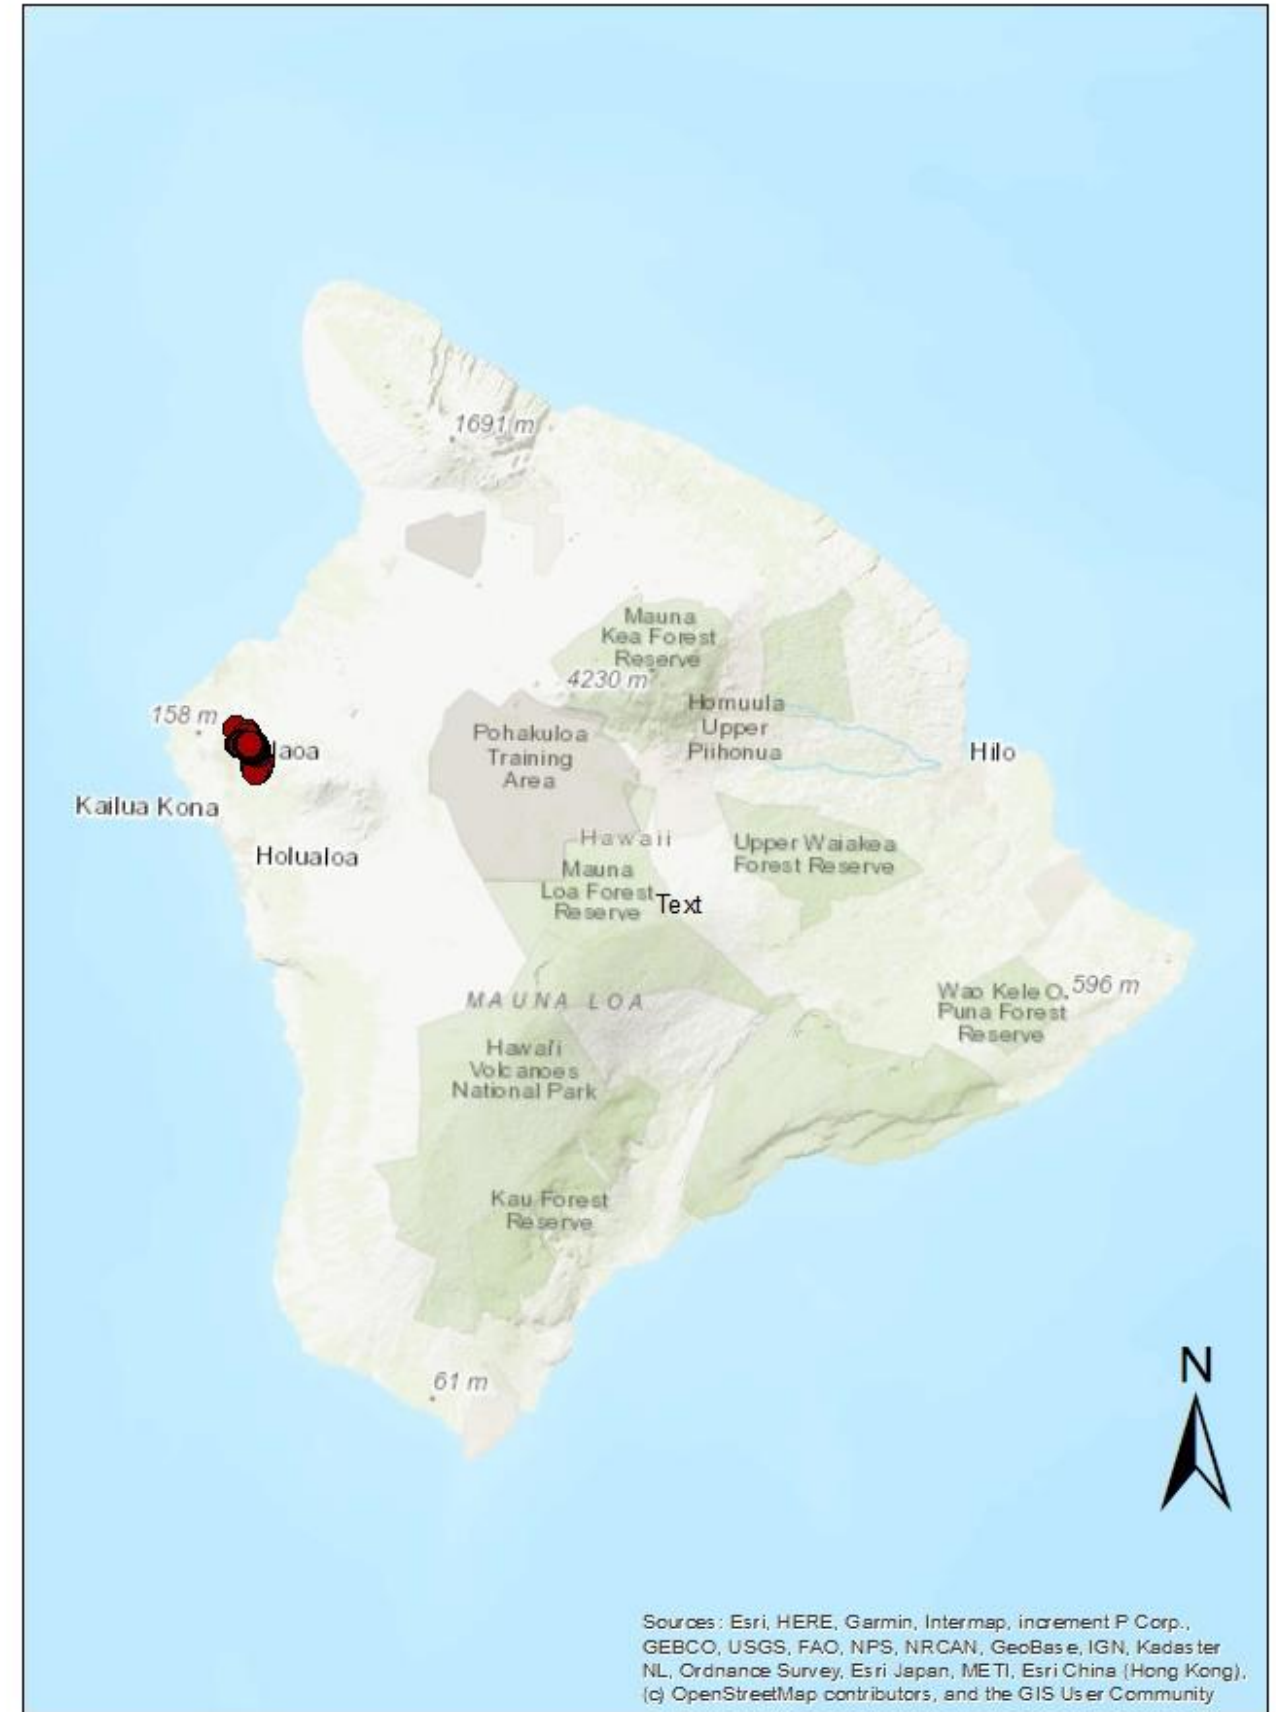 1691 m
Mauna
Kea Forest
Reserve
4230 m
158 m
Homuula
Upper
Piihonua
Pohakuloa
Training
Area
laoa
Hilo
Kailua Kona
Holualoa
Hawaii
Upper Waiakea
Forest Reserve
Mauna
Loa Forest
Reserve
Text
MAUNA LOA
Wao Kele O
Puna Forest
Reserve
596 m
Hawai'i
Volcanoes
National Park
Kau Forest
Reserve
61 m
N
Sources: Esri, HERE, Garmin, Intermap, increment P Corp.,
GEBCO, USGS, FAO, NPS, NRCAN, GeoBase, IGN, Kadaster
NL, Ordnance Survey, Esri Japan, METI, Esri China (Hong Kong),
(c) OpenStreetMap contributors, and the GIS User Community